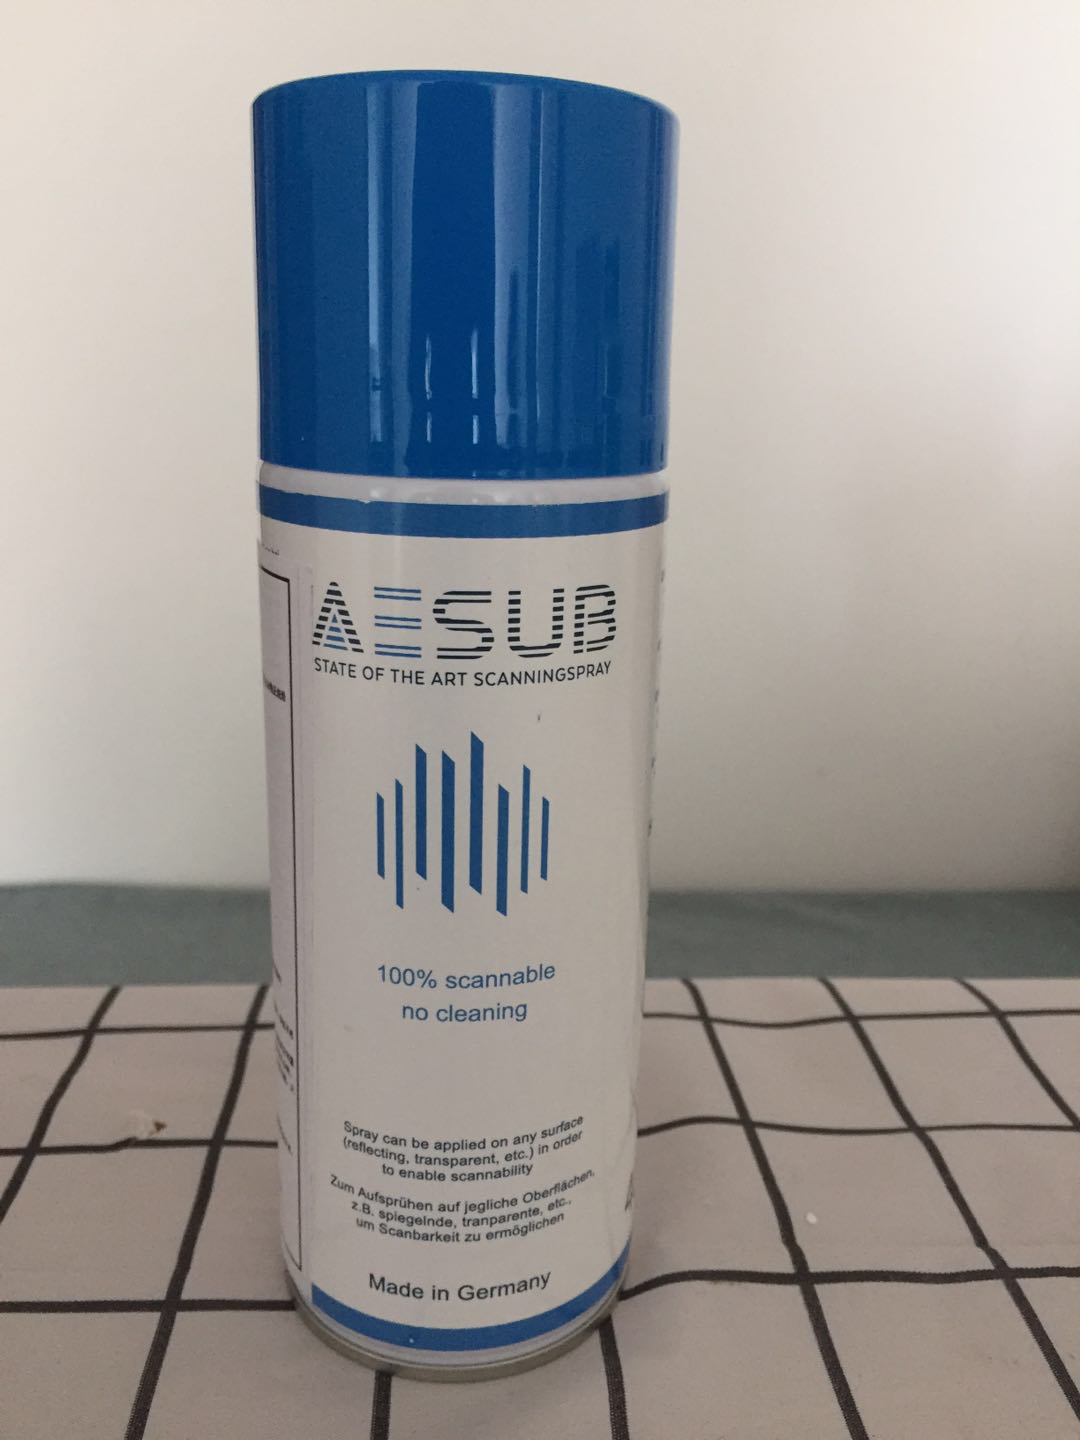 AESUB
STATE OF THE ART SCANNINGSPRAY
100% scannable
no cleaning
Spray can be applied on any surface
(reflecting, transparent, etc.) in order
to enable scannability
Zum Aufsprühen auf jegliche Oberflächen,
z.B. spiegelnde, tranparente, etc.,
um Scanbarkeit zu ermöglichen
Made in Germany